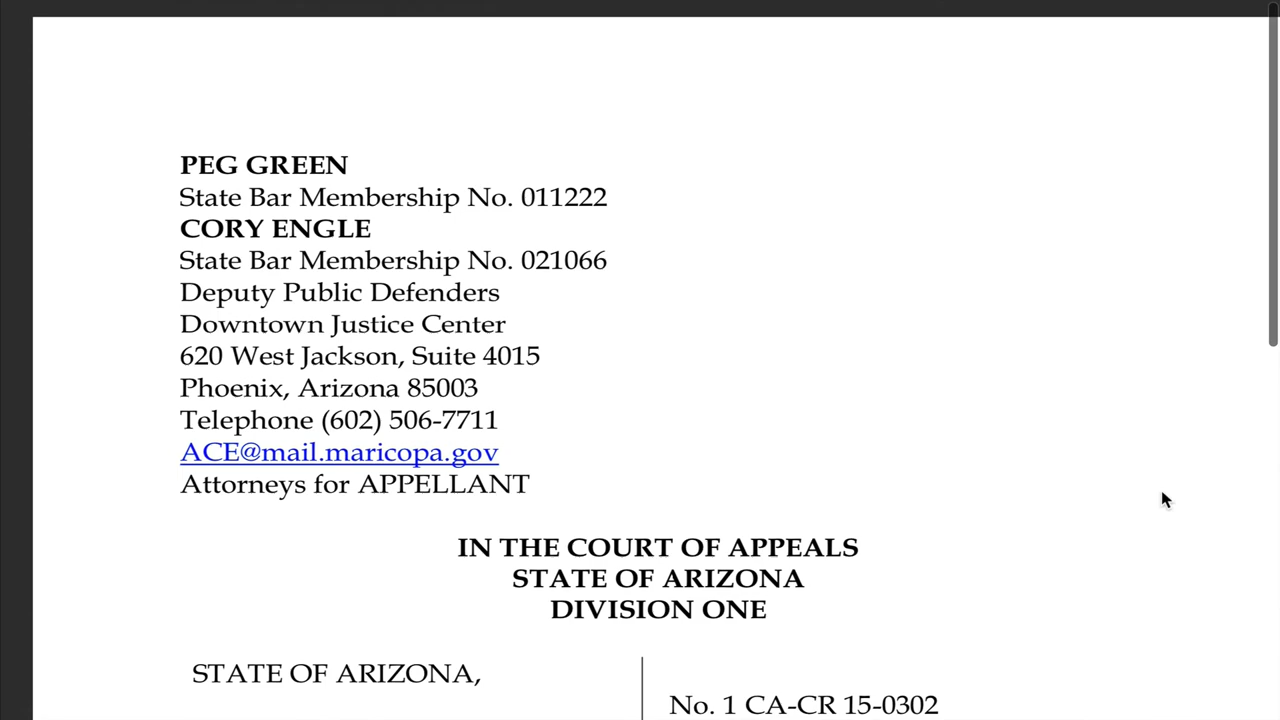 PEG GREEN
State Bar Membership No. 011222
CORY ENGLE
State Bar Membership No. 021066
Deputy Public Defenders
Downtown Justice Center
620 West Jackson, Suite 4015
Phoenix, Arizona 85003
Telephone (602) 506-7711
ACE@mail.maricopa.gov
Attorneys for APPELLANT
IN THE COURT OF APPEALS
STATE OF ARIZONA
DIVISION ONE
STATE OF ARIZONA,
No. 1 CA-CR 15-0302